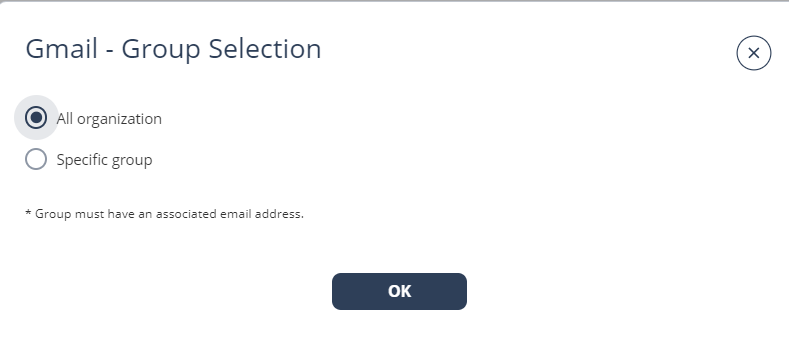 Gmail - Group Selection
All organization
Specific group
* Group must have an associated email address.
OK